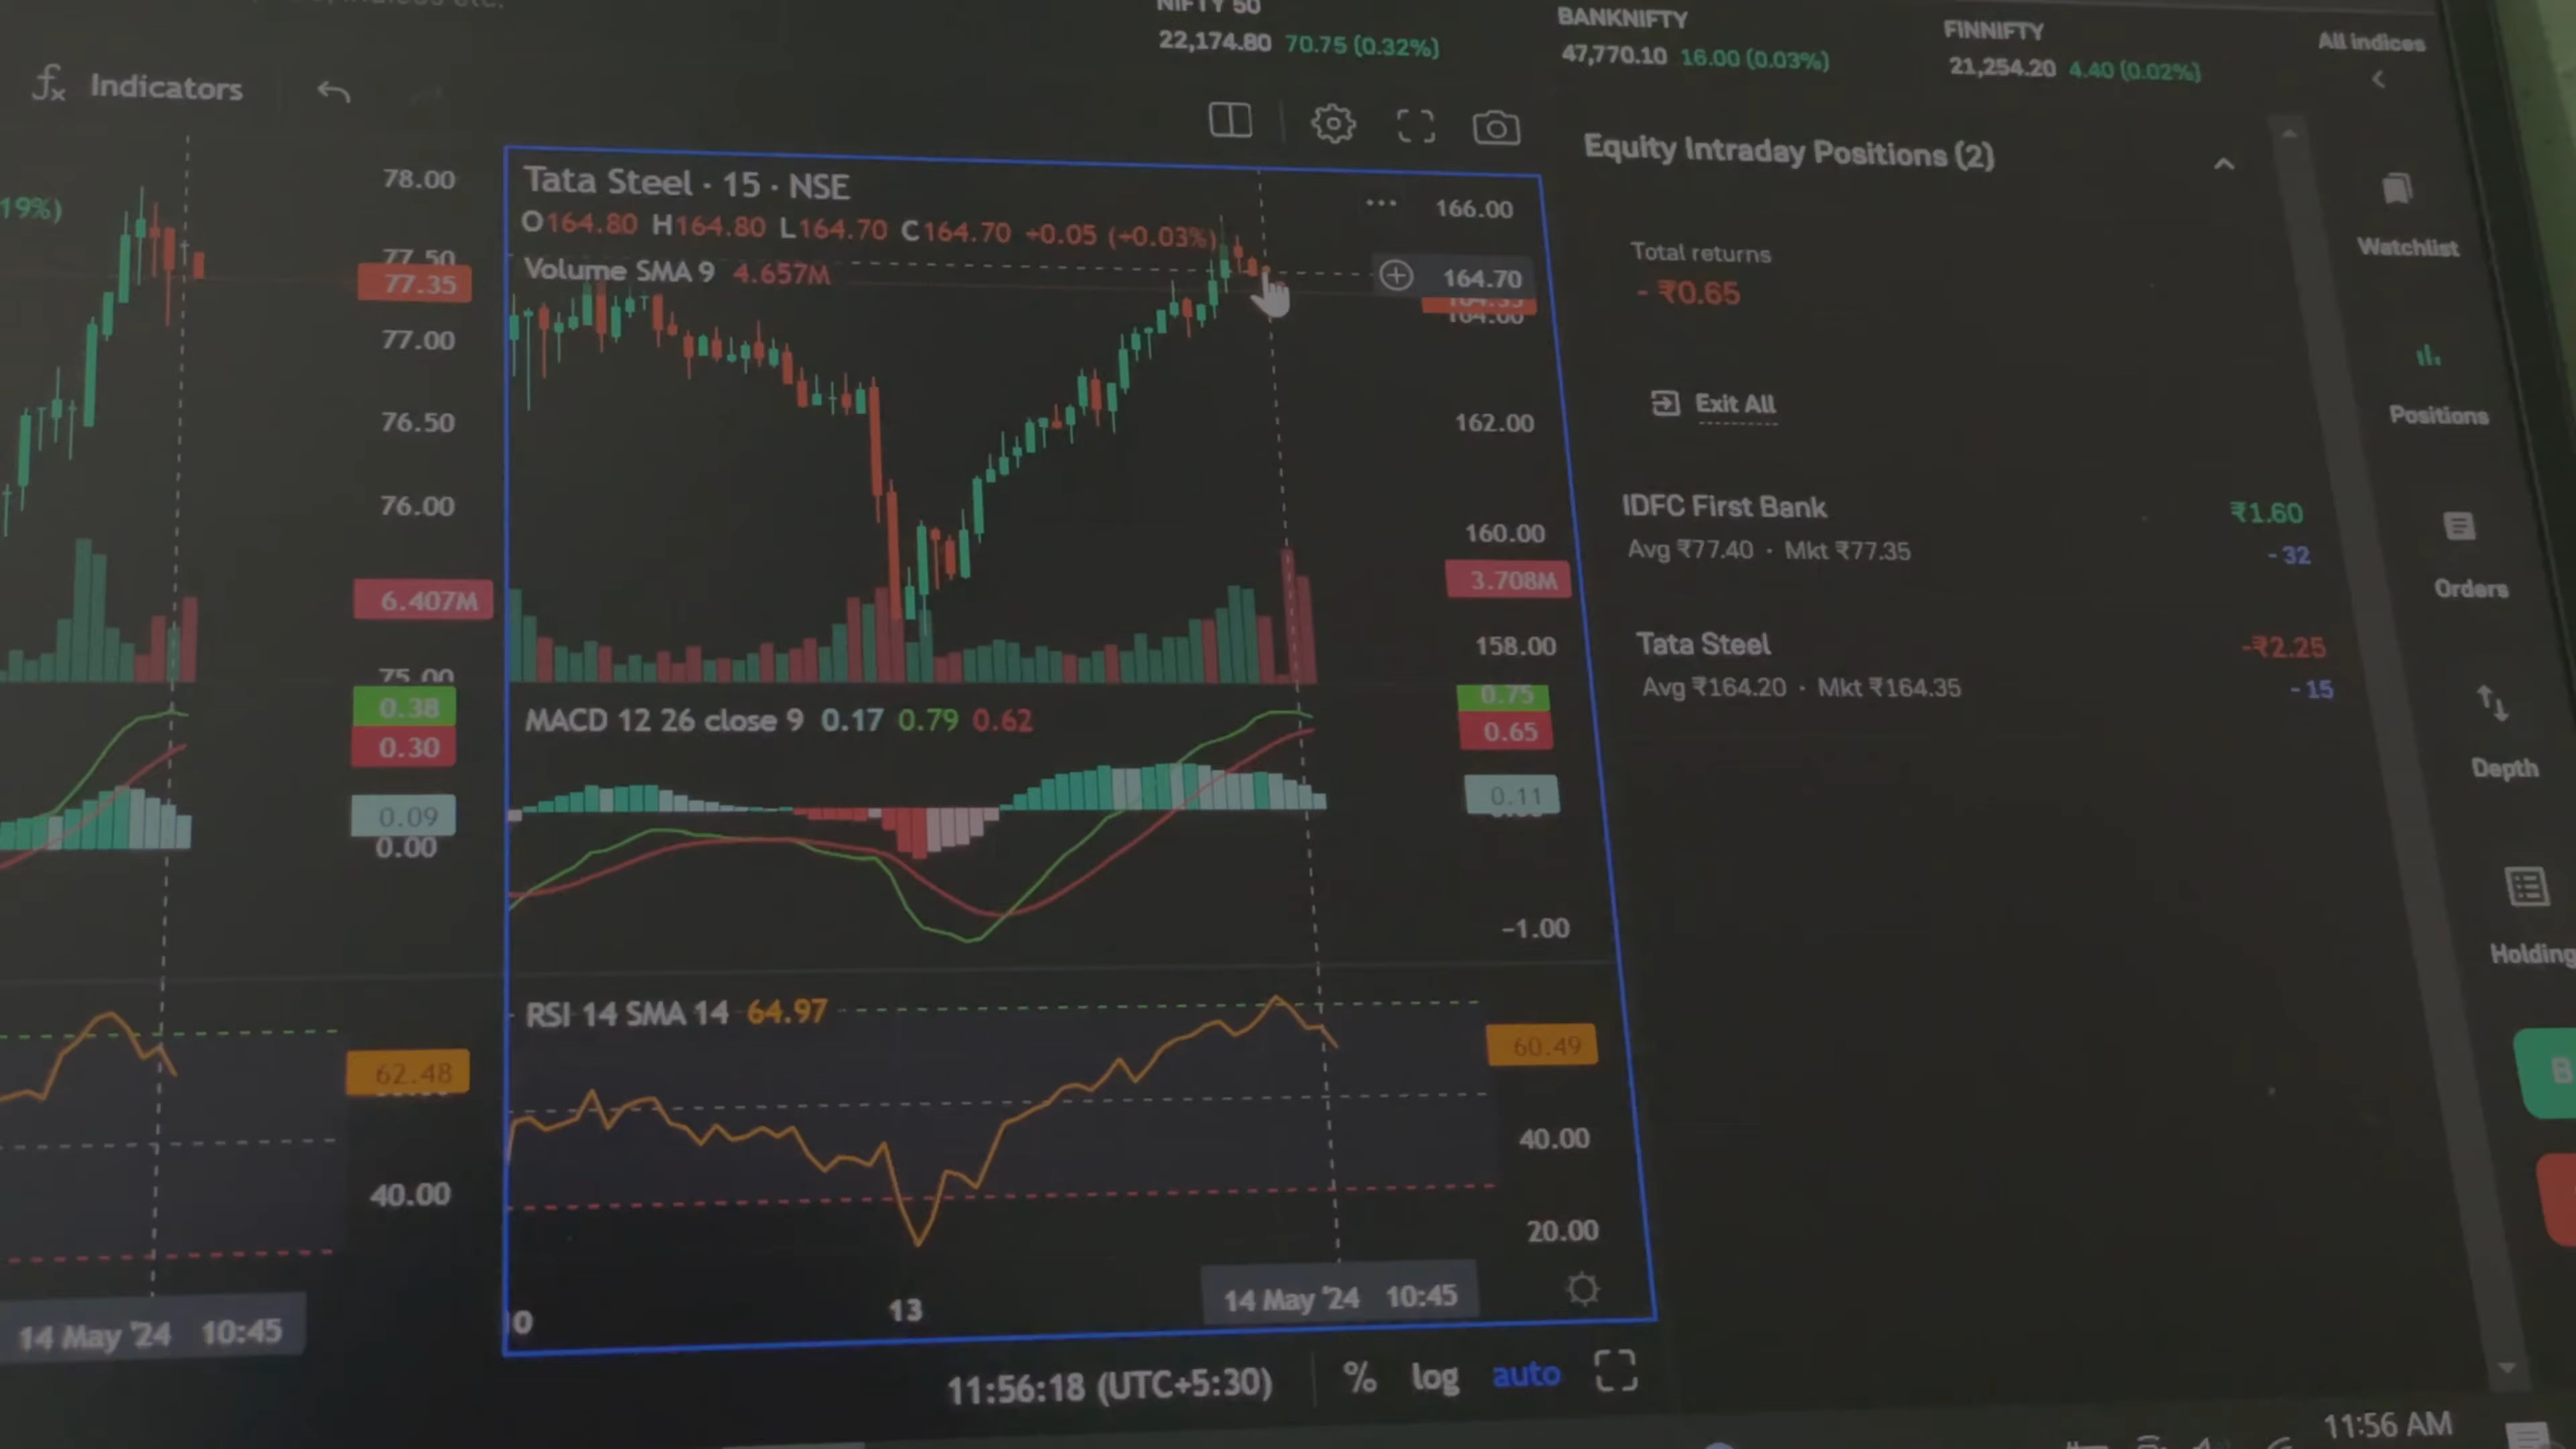 NIFTY 50
22,174.80 70.75 (0.32%)
BANKNIFTY
47,770.10 16.00 (0.03%)
FINNIFTY
21,254.20 4.40 (0.02%)
All indices
fx Indicators
19%)
78.00
77.50
77.35
77.00
76.50
76.00
6.407M
75.00
0.38
0.30
0.09
0.00
62.48
40.00
14 May '24 10:45
Tata Steel · 15 · NSE
O164.80 H164.80 L164.70 C164.70 +0.05 (+0.03%)
Volume SMA 9 4.657M
166.00
164.70
164.35
164.00
162.00
160.00
3.708M
158.00
MACD 12 26 close 9 0.17 0.79 0.62
0.75
0.65
0.11
-1.00
RSI 14 SMA 14 64.97
60.49
40.00
20.00
13
14 May '24 10:45
11:56:18 (UTC+5:30)
% log auto
Equity Intraday Positions (2)
Total returns
- ₹0.65
Exit All
IDFC First Bank ₹1.60
Avg ₹77.40 · Mkt ₹77.35 - 32
Tata Steel -₹2.25
Avg ₹164.20 · Mkt ₹164.35 - 15
Watchlist
Positions
Orders
Depth
Holding
B
11:56 AM